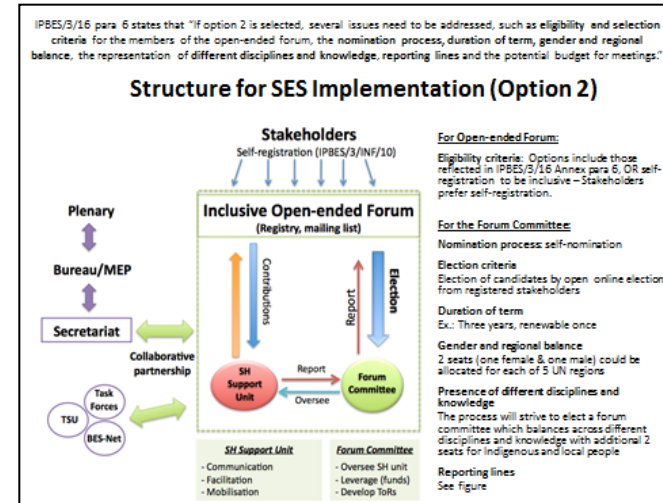 IPBES/3/16 para 6 states that "If option 2 is selected, several issues need to be addressed, such as eligibility and selection
criteria for the members of the open-ended forum, the nomination process, duration of term, gender and regional
balance, the representation of different disciplines and knowledge, reporting lines and the potential budget for meetings."
Structure for SES Implementation (Option 2)
Stakeholders
Self-registration (IPBES/3/INF/10)
Inclusive Open-ended Forum
(Registry, mailing list)
Plenary
Bureau/MEP
Secretariat
Collaborative
partnership
Task
Forces
TSU
BES-Net
Contributions
Report
Election
SH
Support
Unit
Report
Oversee
Forum
Committee
SH Support Unit
- Communication
- Facilitation
- Mobilisation
Forum Committee
- Oversee SH unit
- Leverage (funds)
- Develop ToRs
For Open-ended Forum:
Eligibility criteria: Options include those
reflected in IPBES/3/16 Annex para 6, OR self-
registration to be inclusive – Stakeholders
prefer self-registration.
For the Forum Committee:
Nomination process: self-nomination
Election criteria
Election of candidates by open online election
from registered stakeholders
Duration of term
Ex.: Three years, renewable once
Gender and regional balance
2 seats (one female & one male) could be
allocated for each of 5 UN regions
Presence of different disciplines and
knowledge
The process will strive to elect a forum
committee which balances across different
disciplines and knowledge with additional 2
seats for Indigenous and local people
Reporting lines
See figure